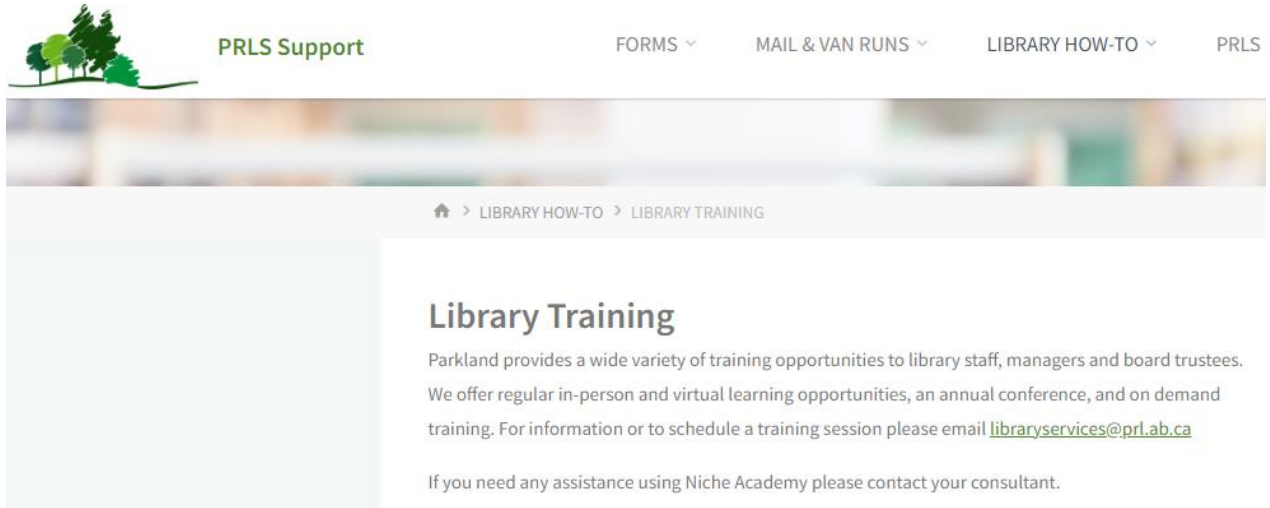 PRLS Support FORMS MAIL & VAN RUNS LIBRARY HOW-TO PRLS
> LIBRARY HOW-TO > LIBRARY TRAINING
Library Training
Parkland provides a wide variety of training opportunities to library staff, managers and board trustees.
We offer regular in-person and virtual learning opportunities, an annual conference, and on demand
training. For information or to schedule a training session please email libraryservices@prl.ab.ca
If you need any assistance using Niche Academy please contact your consultant.